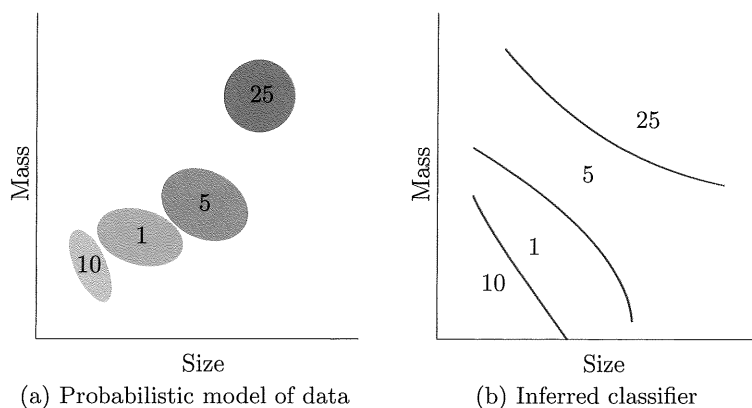 Mass
25
5
1
10
Size
(a) Probabilistic model of data
Mass
25
5
1
10
Size
(b) Inferred classifier